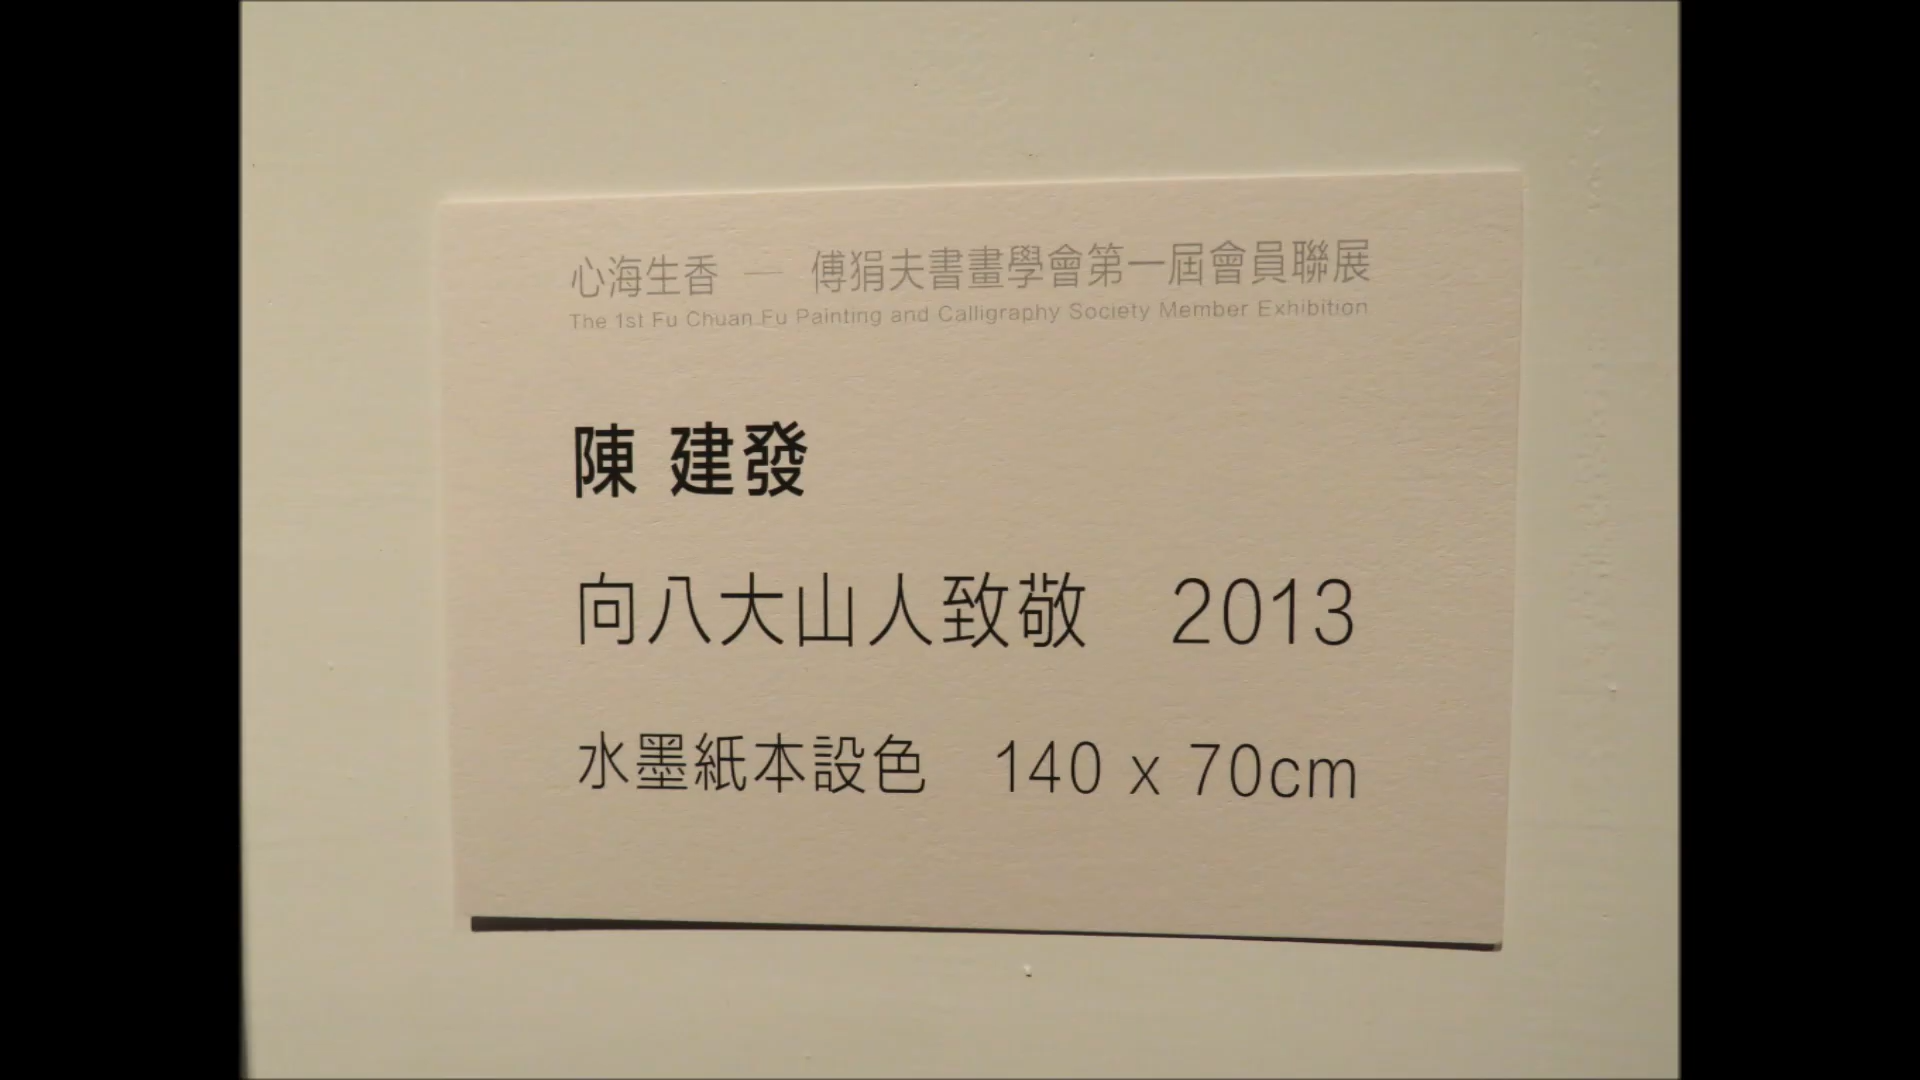 心海生香 — 傅狷夫書畫學會第一屆會員聯展
The 1st Fu Chuan Fu Painting and Calligraphy Society Member Exhibition
陳 建發
向八大山人致敬 2013
水墨紙本設色 140 x 70cm